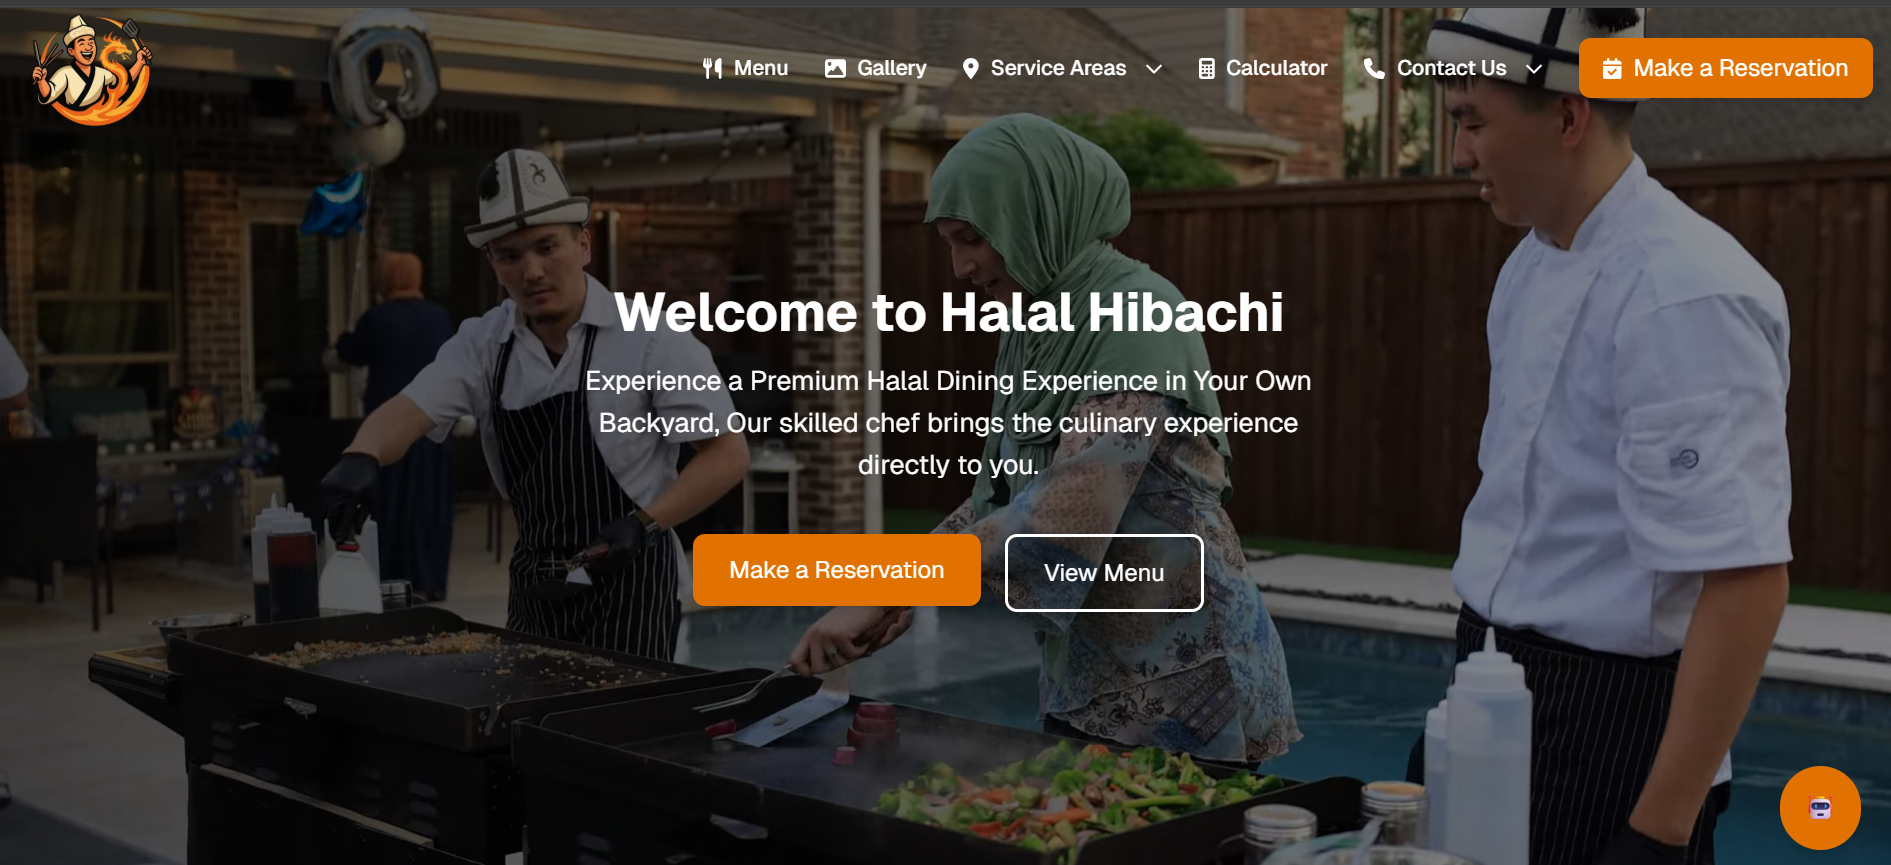 Menu
Gallery
Service Areas
Calculator
Contact Us
Make a Reservation
Welcome to Halal Hibachi
Experience a Premium Halal Dining Experience in Your Own
Backyard, Our skilled chef brings the culinary experience
directly to you.
Make a Reservation
View Menu